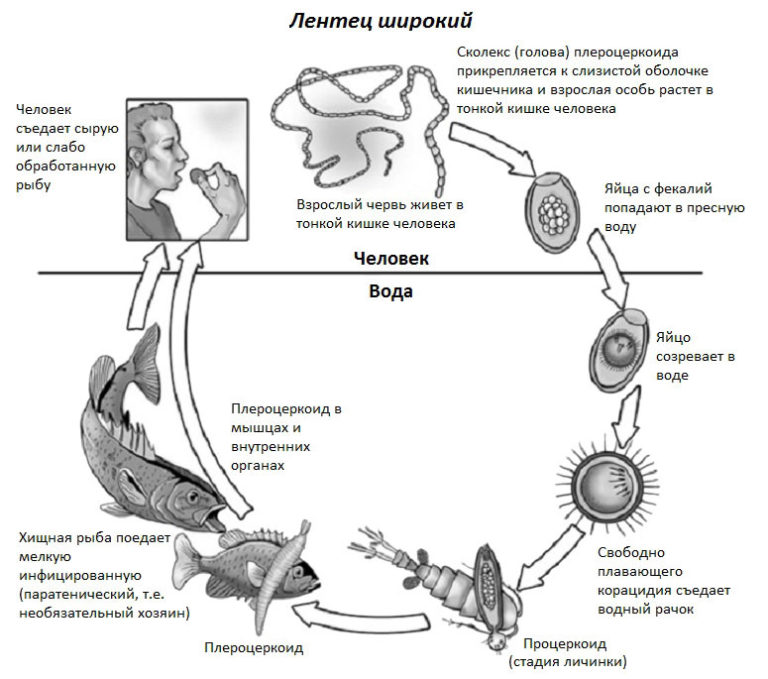 Лентец широкий
Сколекс (голова) плероцеркоида
прикрепляется к слизистой оболочке
кишечника и взрослая особь растет в
тонкой кишке человека
Человек
съедает сырую
или слабо
обработанную
рыбу
Взрослый червь живет в
тонкой кишке человека
Яйца с фекалий
попадают в пресную
воду
Человек
Вода
Яйцо
созревает в
воде
Плероцеркоид в
мышцах и
внутренних
органах
Хищная рыба поедает
мелкую
инфицированную
(паратенический, т.е.
необязательный хозяин)
Свободно
плавающего
корацидия съедает
водный рачок
Плероцеркоид
Процеркоид
(стадия личинки)